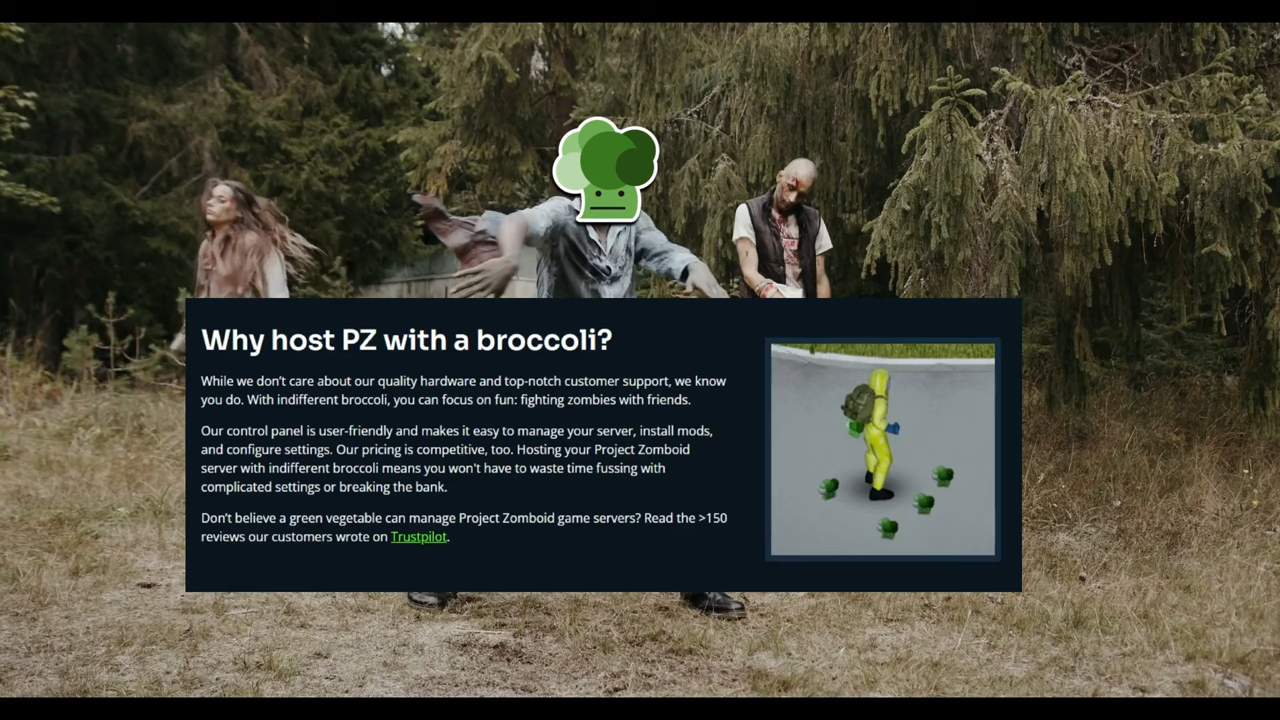 Why host PZ with a broccoli?
While we don't care about our quality hardware and top-notch customer support, we know
you do. With indifferent broccoli, you can focus on fun: fighting zombies with friends.
Our control panel is user-friendly and makes it easy to manage your server, install mods,
and configure settings. Our pricing is competitive, too. Hosting your Project Zomboid
server with indifferent broccoli means you won't have to waste time fussing with
complicated settings or breaking the bank.
Don't believe a green vegetable can manage Project Zomboid game servers? Read the >150
reviews our customers wrote on Trustpilot.